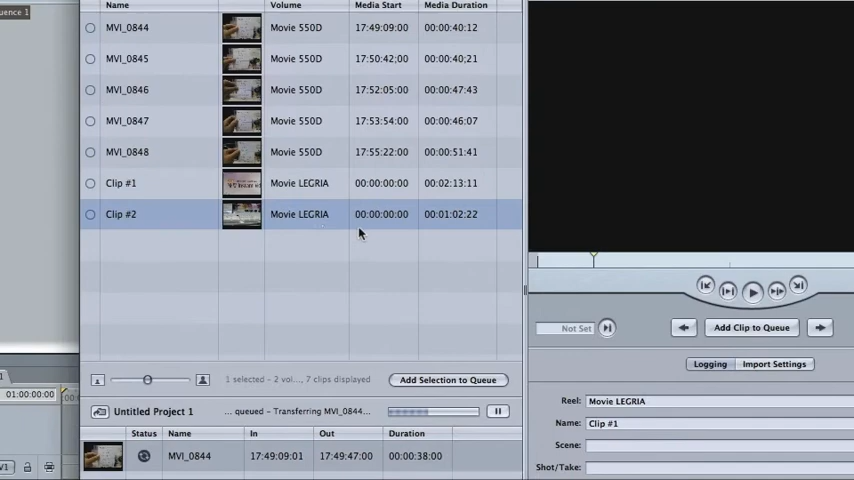 uence 1
Name Volume Media Start Media Duration
MVI_0844 Movie 550D 17:49:09:00 00:00:40:12
MVI_0845 Movie 550D 17:50:42;00 00:00:40:21
MVI_0846 Movie 550D 17:52:05:00 00:00:47:43
MVI_0847 Movie 550D 17:53:54:00 00:00:46:07
MVI_0848 Movie 550D 17:55:22:00 00:00:51:41
Clip #1 Movie LEGRIA 00:00:00:00 00:02:13:11
Clip #2 Movie LEGRIA 00:00:00:00 00:01:02:22
Not Set
Add Clip to Queue
Logging Import Settings
1 selected - 2 vol..., 7 clips displayed
Add Selection to Queue
01:00:00:00
Untitled Project 1 ... queued - Transferring MVI_0844...
Reel: Movie LEGRIA
Name: Clip #1
Scene:
Shot/Take:
Status Name In Out Duration
MVI_0844 17:49:09:01 17:49:47:00 00:00:38:00
V1